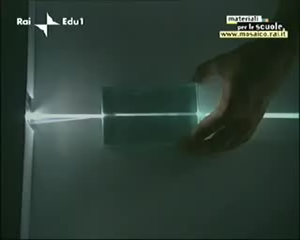 Rai Edu1
materiali
per le scuole
www.mosaico.rai.it